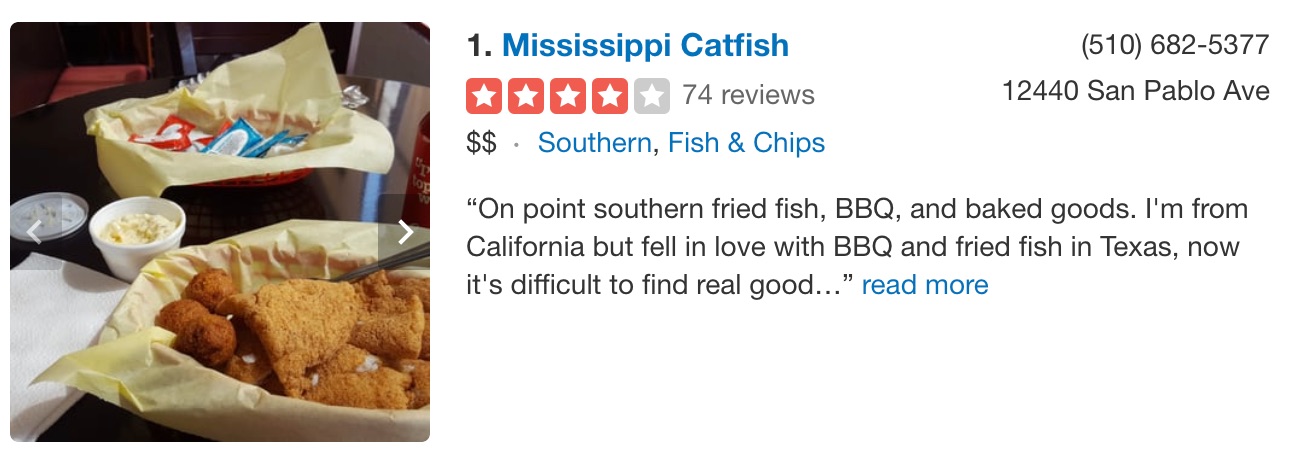 1. Mississippi Catfish
(510) 682-5377
74 reviews
12440 San Pablo Ave
$$ · Southern, Fish & Chips
“On point southern fried fish, BBQ, and baked goods. I'm from
California but fell in love with BBQ and fried fish in Texas, now
it's difficult to find real good…” read more